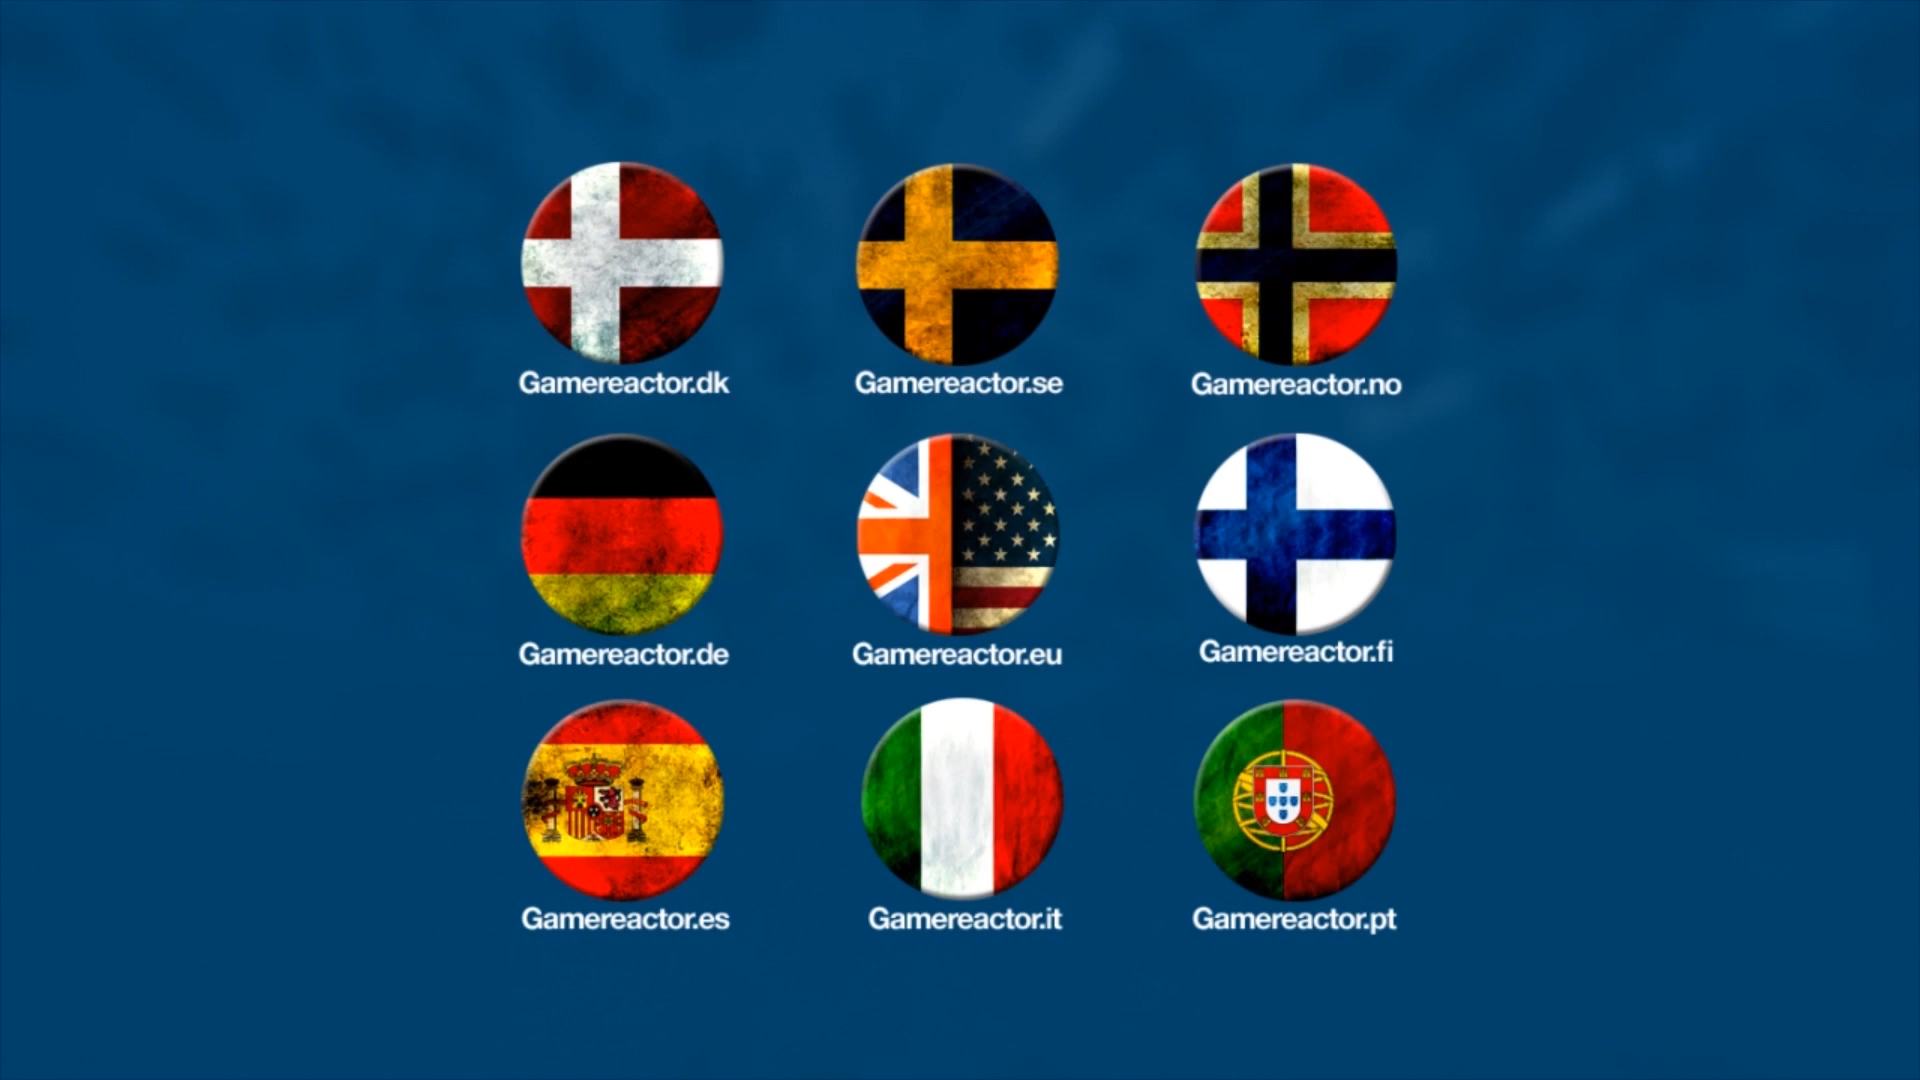 Gamereactor.dk
Gamereactor.se
Gamereactor.no
Gamereactor.de
Gamereactor.eu
Gamereactor.fi
Gamereactor.es
Gamereactor.it
Gamereactor.pt